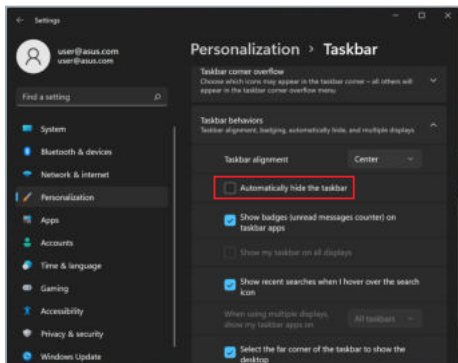 Settings
user@asus.com
user@asus.com
Find a setting
System
Bluetooth & devices
Network & internet
Personalization
Apps
Accounts
Time & language
Gaming
Accessibility
Privacy & security
Windows Update
Personalization > Taskbar
Taskbar corner overflow
Choose which icons may appear in the taskbar corner – all others will
appear in the taskbar corner overflow menu
Taskbar behaviors
Taskbar alignment, badging, automatically hide, and multiple displays
Taskbar alignment
Center
Automatically hide the taskbar
Show badges (unread messages counter) on
taskbar apps
Show my taskbar on all displays
Show recent searches when I hover over the search
icon
When using multiple displays,
show my taskbar apps on
All taskbars
Select the far corner of the taskbar to show the
desktop